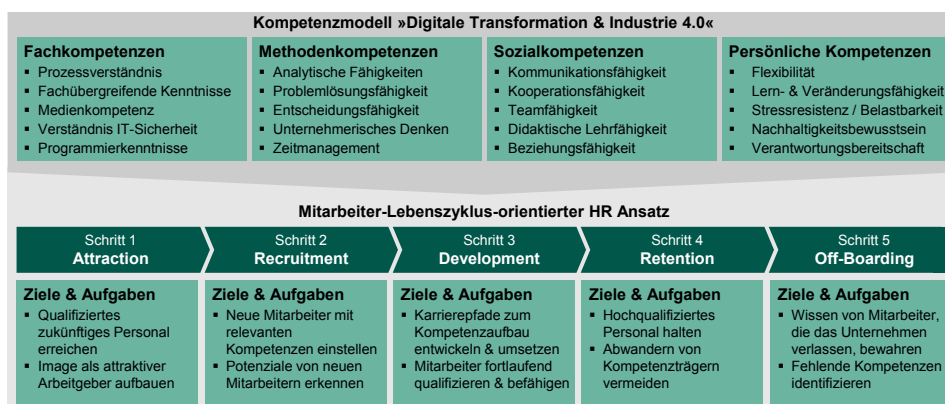 Kompetenzmodell »Digitale Transformation & Industrie 4.0«
Fachkompetenzen
▪ Prozessverständnis
▪ Fachübergreifende Kenntnisse
▪ Medienkompetenz
▪ Verständnis IT-Sicherheit
▪ Programmierkenntnisse
Methodenkompetenzen
▪ Analytische Fähigkeiten
▪ Problemlösungsfähigkeit
▪ Entscheidungsfähigkeit
▪ Unternehmerisches Denken
▪ Zeitmanagement
Sozialkompetenzen
▪ Kommunikationsfähigkeit
▪ Kooperationsfähigkeit
▪ Teamfähigkeit
▪ Didaktische Lehrfähigkeit
▪ Beziehungsfähigkeit
Persönliche Kompetenzen
▪ Flexibilität
▪ Lern- & Veränderungsfähigkeit
▪ Stressresistenz / Belastbarkeit
▪ Nachhaltigkeitsbewusstsein
▪ Verantwortungsbereitschaft
Mitarbeiter-Lebenszyklus-orientierter HR Ansatz
Schritt 1
Attraction
Schritt 2
Recruitment
Schritt 3
Development
Schritt 4
Retention
Schritt 5
Off-Boarding
Ziele & Aufgaben
▪ Qualifiziertes
zukünftiges Personal
erreichen
▪ Image als attraktiver
Arbeitgeber aufbauen
Ziele & Aufgaben
▪ Neue Mitarbeiter mit
relevanten
Kompetenzen einstellen
▪ Potenziale von neuen
Mitarbeitern erkennen
Ziele & Aufgaben
▪ Karrierepfade zum
Kompetenzaufbau
entwickeln & umsetzen
▪ Mitarbeiter fortlaufend
qualifizieren & befähigen
Ziele & Aufgaben
▪ Hochqualifiziertes
Personal halten
▪ Abwandern von
Kompetenzträgern
vermeiden
Ziele & Aufgaben
▪ Wissen von Mitarbeiter,
die das Unternehmen
verlassen, bewahren
▪ Fehlende Kompetenzen
identifizieren